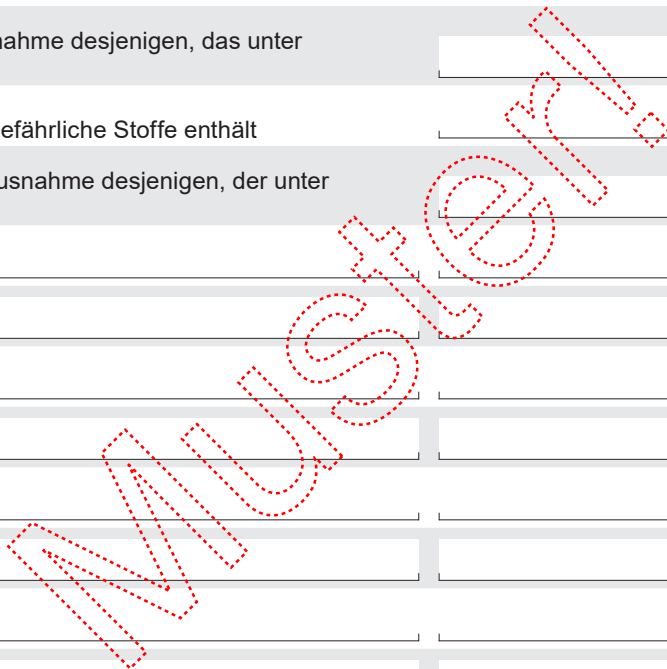 nahme desjenigen, das unter
efährliche Stoffe enthält
usnahme desjenigen, der unter
Muster!